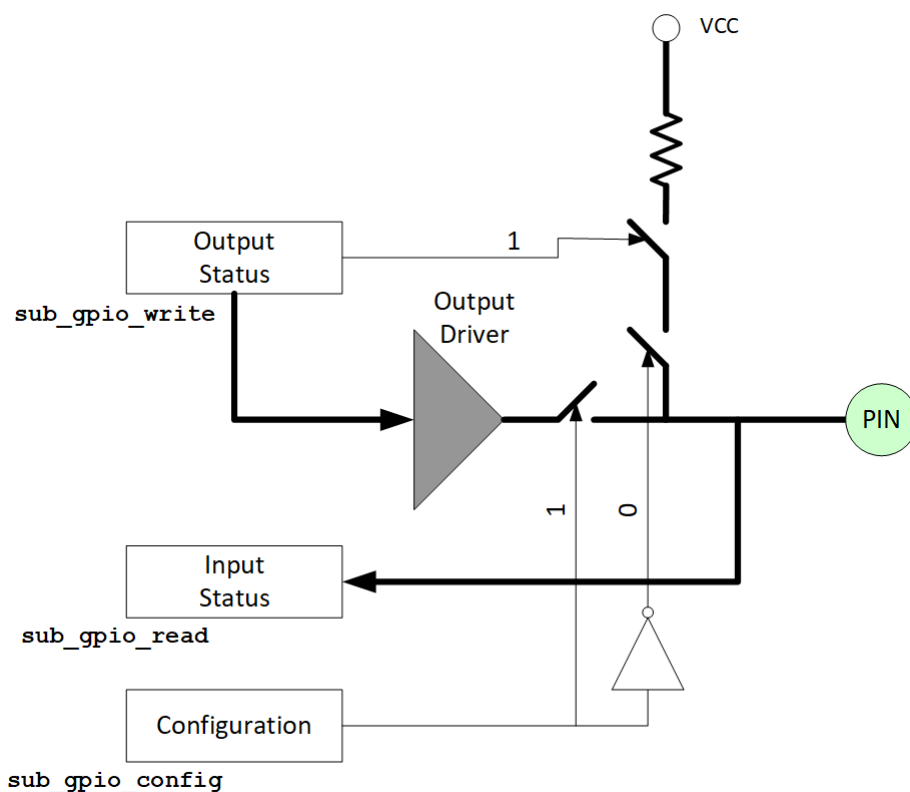 VCC
Output
Status
1
sub_gpio_write
Output
Driver
PIN
1
0
Input
Status
sub_gpio_read
Configuration
sub_gpio_config